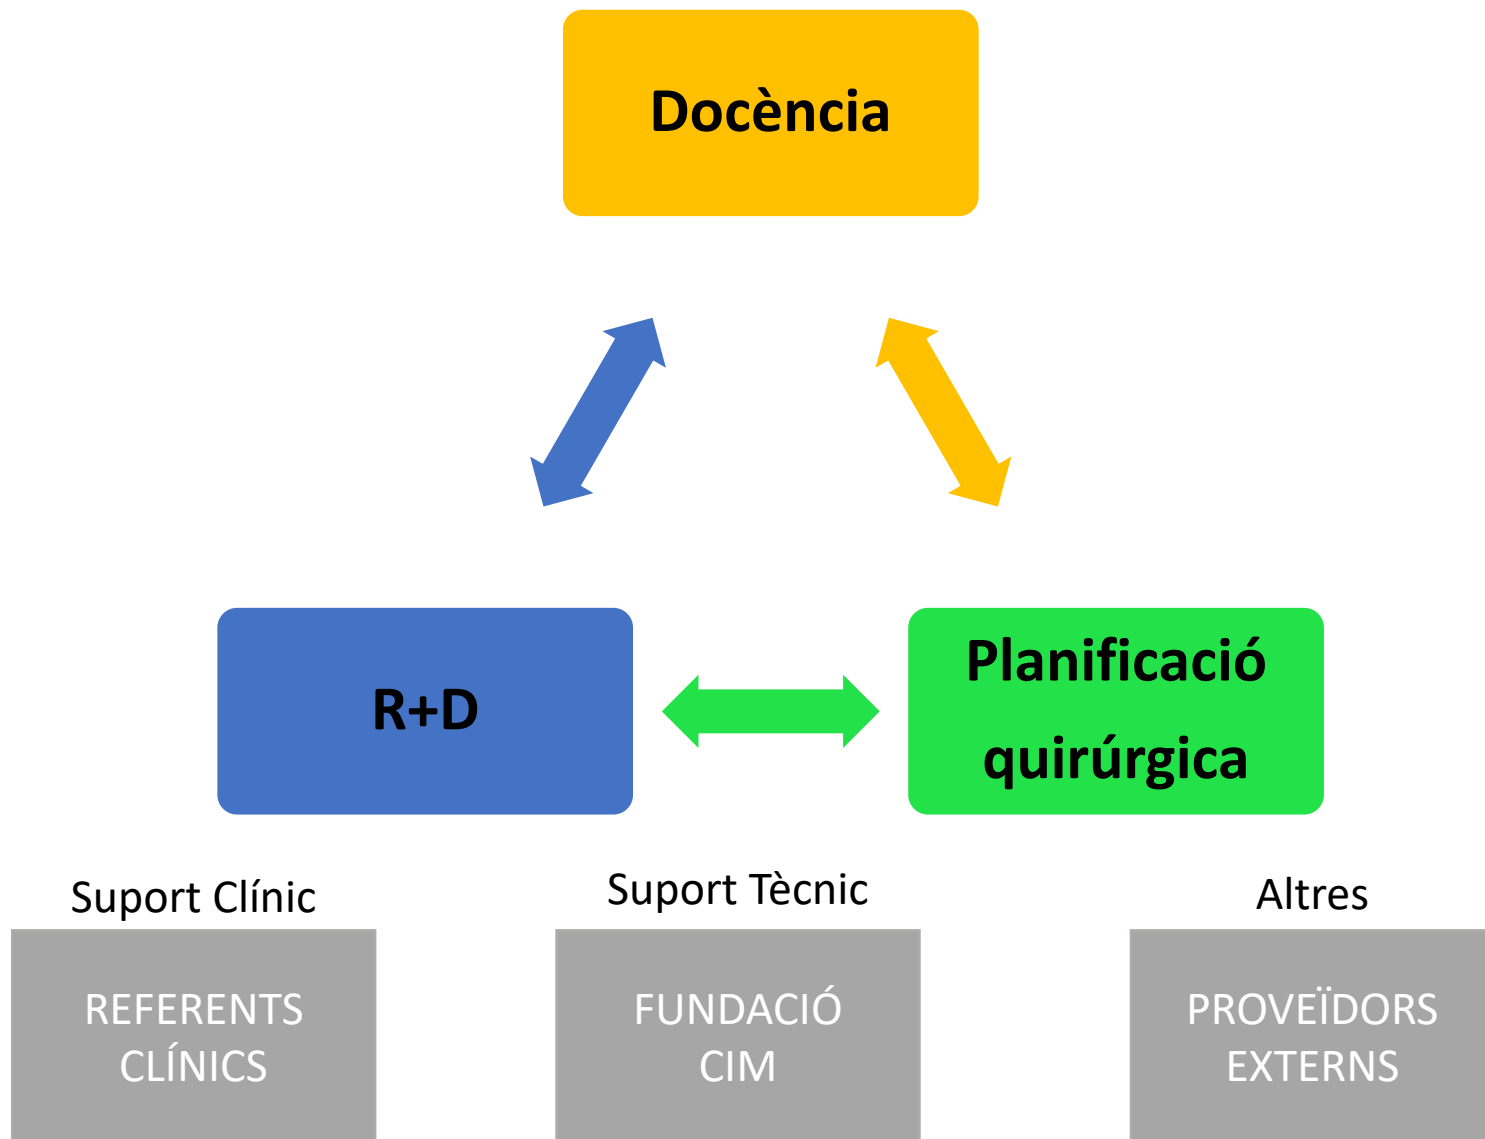 Docència
R+D
Planificació
quirúrgica
Suport Clínic
Suport Tècnic
Altres
REFERENTS
CLÍNICS
FUNDACIÓ
CIM
PROVEÏDORS
EXTERNS